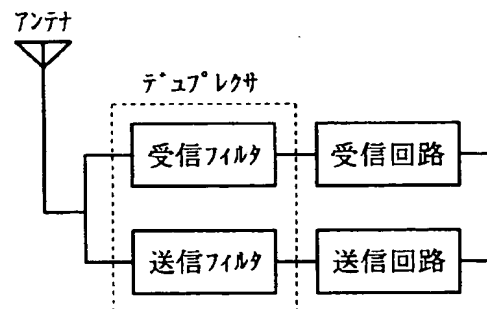 アンテナ
デュプレクサ
受信フィルタ
受信回路
送信フィルタ
送信回路